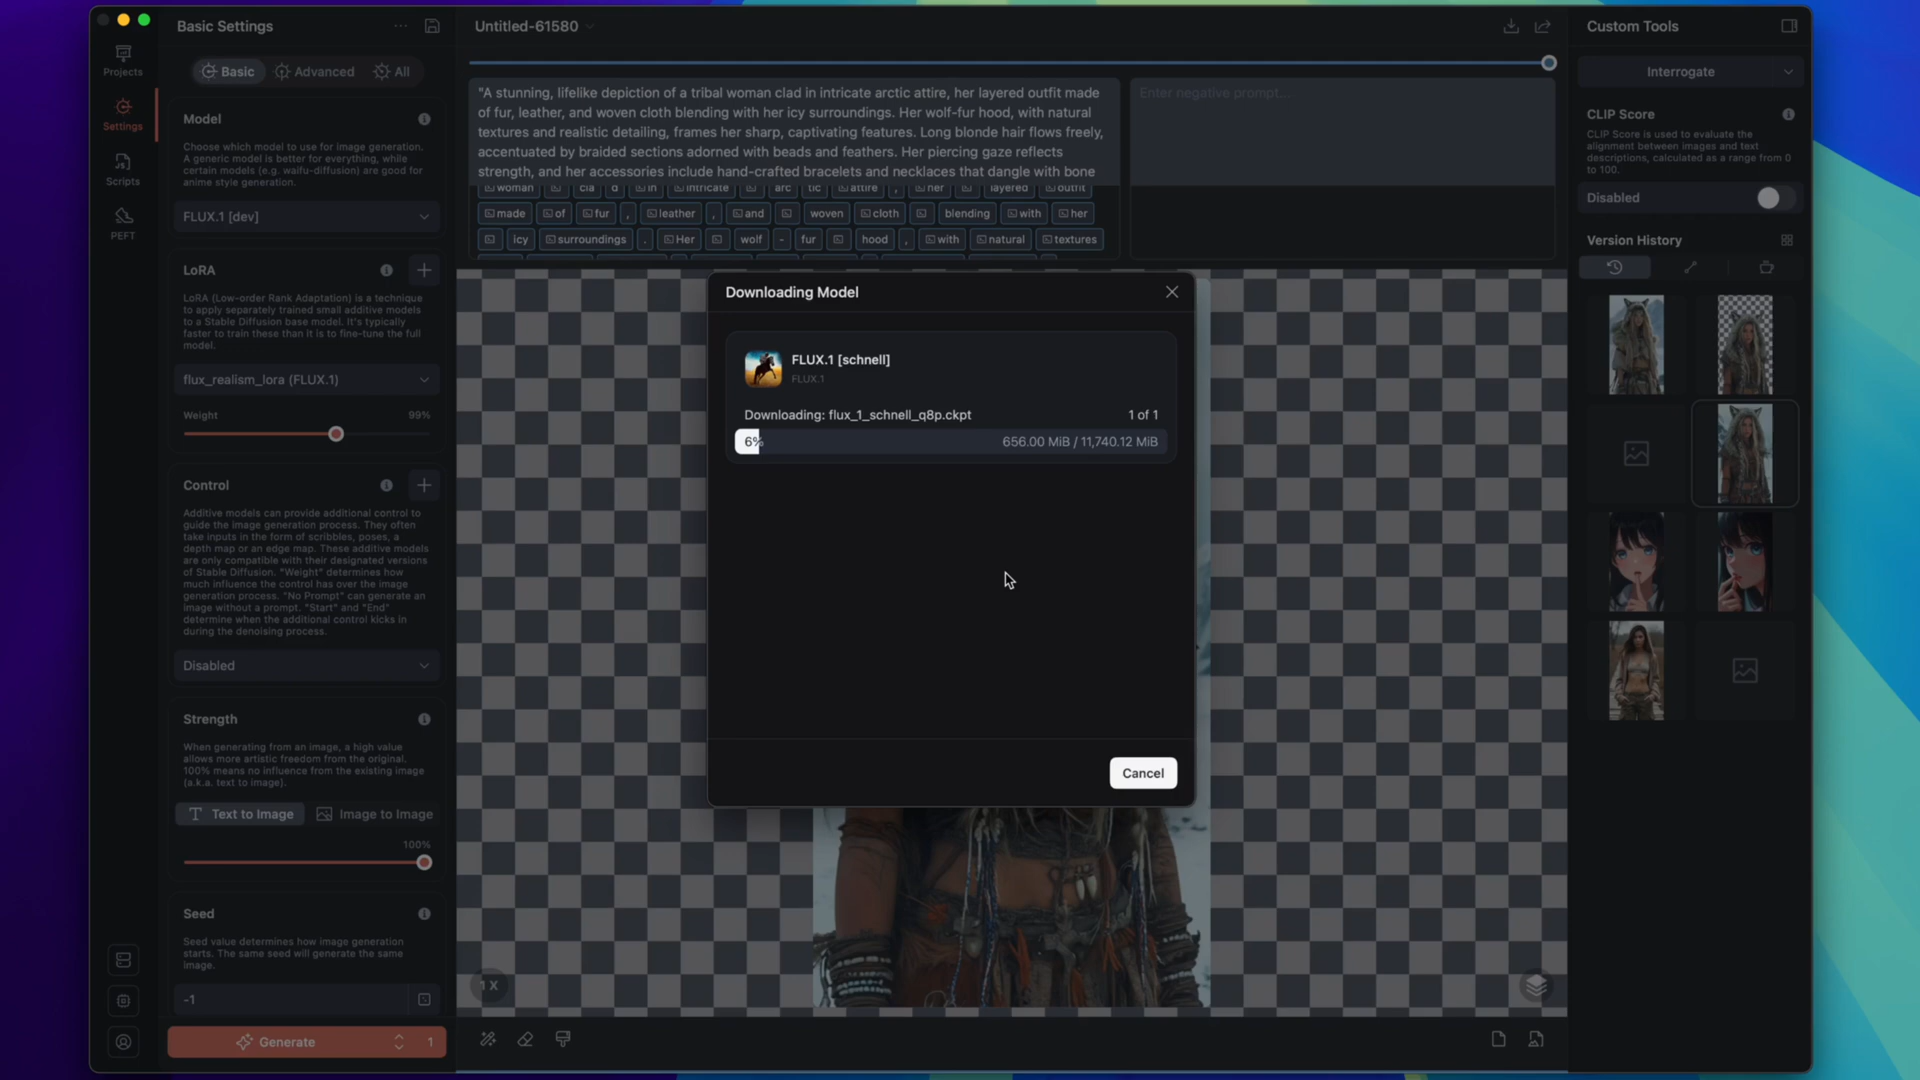 Basic Settings
Untitled-61580
Custom Tools
Projects
Settings
Scripts
PEFT
Basic
Advanced
All
Model
Choose which model to use for image generation.
A generic model is better for everything, while
certain models (e.g. waifu-diffusion) are good for
anime style generation.
FLUX.1 [dev]
LoRA
LoRA (Low-order Rank Adaptation) is a technique
to apply separately trained small additive models
to a Stable Diffusion base model. It's typically
faster to train these than it is to fine-tune the full
model.
flux_realism_lora (FLUX.1)
Weight
99%
Control
Additive models can provide additional control to
guide the image generation process. They often
take inputs in the form of scribbles, poses, a
depth map or an edge map. These additive models
are only compatible with their designated versions
of Stable Diffusion. "Weight" determines how
much influence the control has over the image
generation process. "No Prompt" can generate an
image without a prompt. "Start" and "End"
determine when the additional control kicks in
during the denoising process.
Disabled
Strength
When generating from an image, a high value
allows more artistic freedom from the original.
100% means no influence from the existing image
(a.k.a. text to image).
Text to Image
Image to Image
100%
Seed
Seed value determines how image generation
starts. The same seed will generate the same
image.
-1
Generate
1
"A stunning, lifelike depiction of a tribal woman clad in intricate arctic attire, her layered outfit made
of fur, leather, and woven cloth blending with her icy surroundings. Her wolf-fur hood, with natural
textures and realistic detailing, frames her sharp, captivating features. Long blonde hair flows freely,
accentuated by braided sections adorned with beads and feathers. Her piercing gaze reflects
strength, and her accessories include hand-crafted bracelets and necklaces that dangle with bone
woman cla d in intricate arc tic attire , her layered outfit
made of fur , leather , and woven cloth blending with her
icy surroundings . Her wolf - fur hood , with natural textures
Enter negative prompt...
Downloading Model
FLUX.1 [schnell]
FLUX.1
Downloading: flux_1_schnell_q8p.ckpt
1 of 1
6%
656.00 MiB / 11,740.12 MiB
Cancel
1 X
Interrogate
CLIP Score
CLIP Score is used to evaluate the
alignment between images and text
descriptions, calculated as a range from 0
to 100.
Disabled
Version History